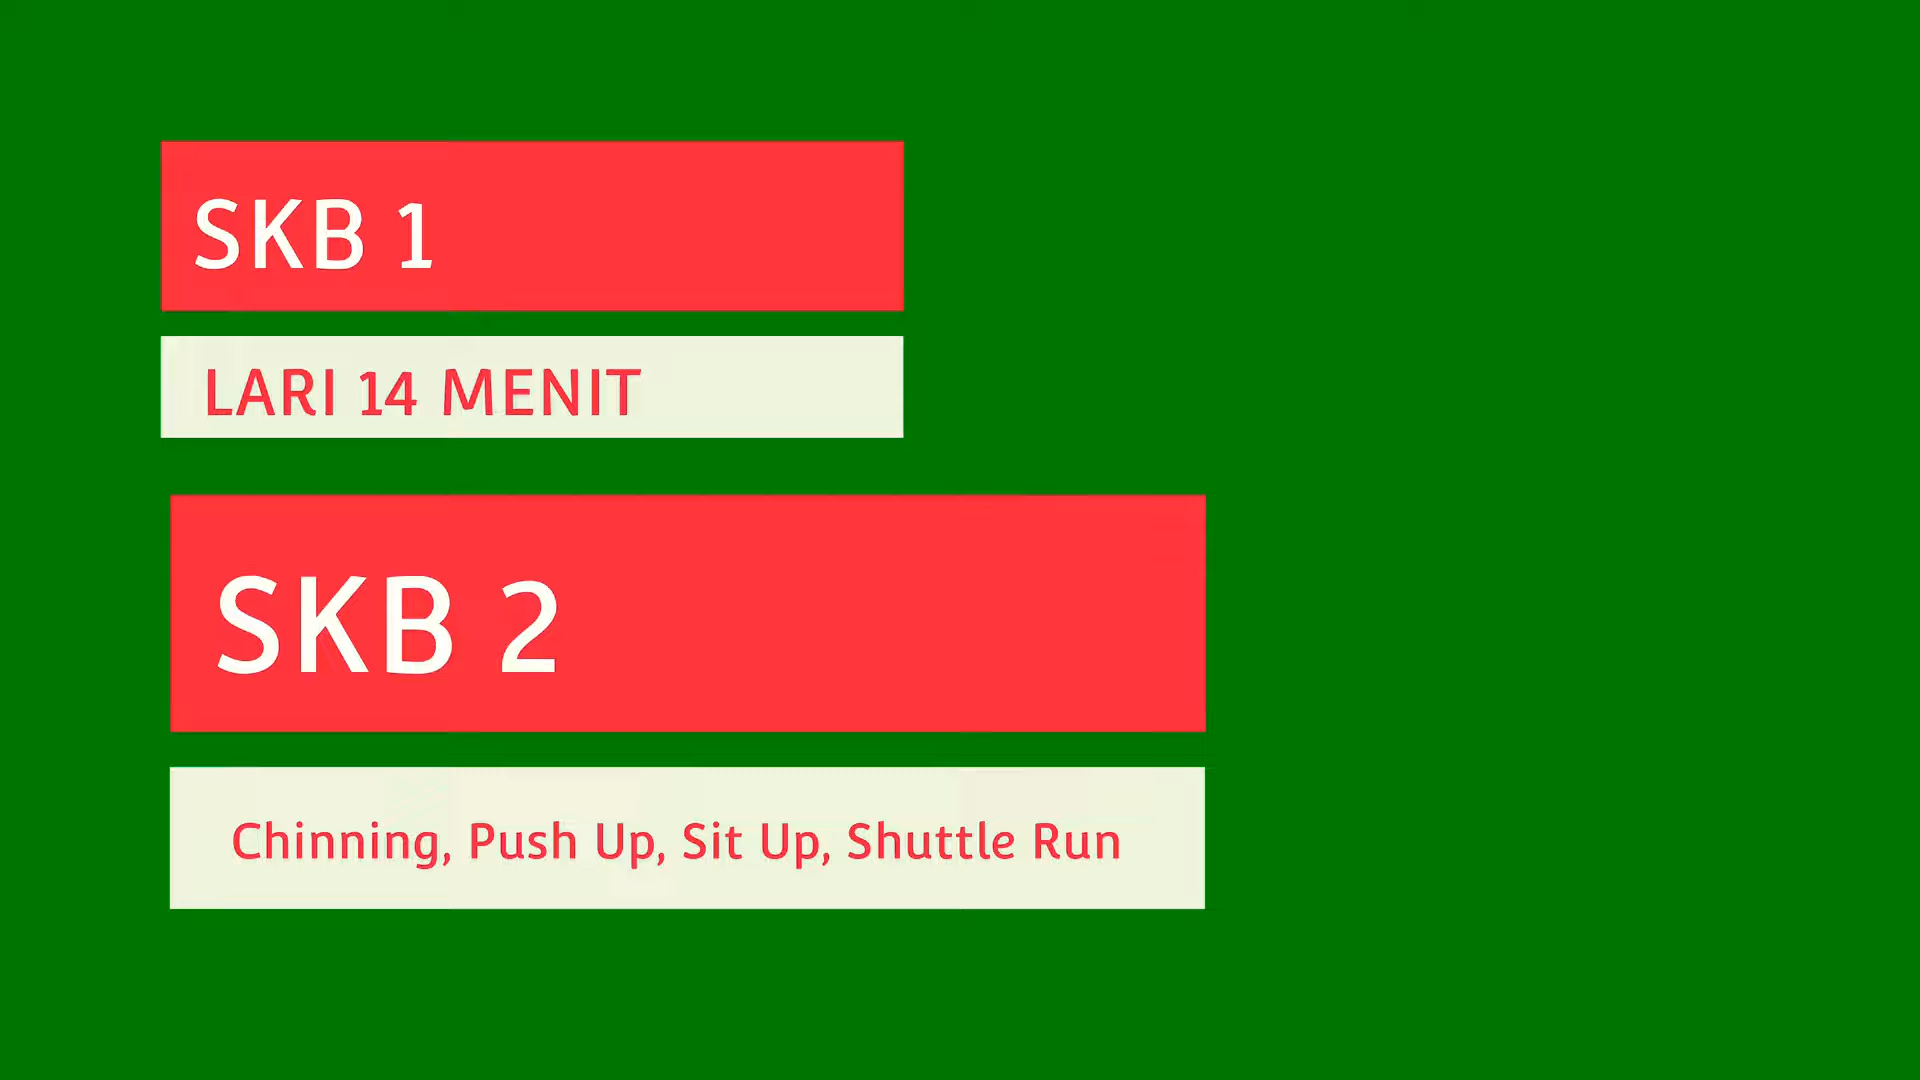 SKB 1
LARI 14 MENIT
SKB 2
Chinning, Push Up, Sit Up, Shuttle Run